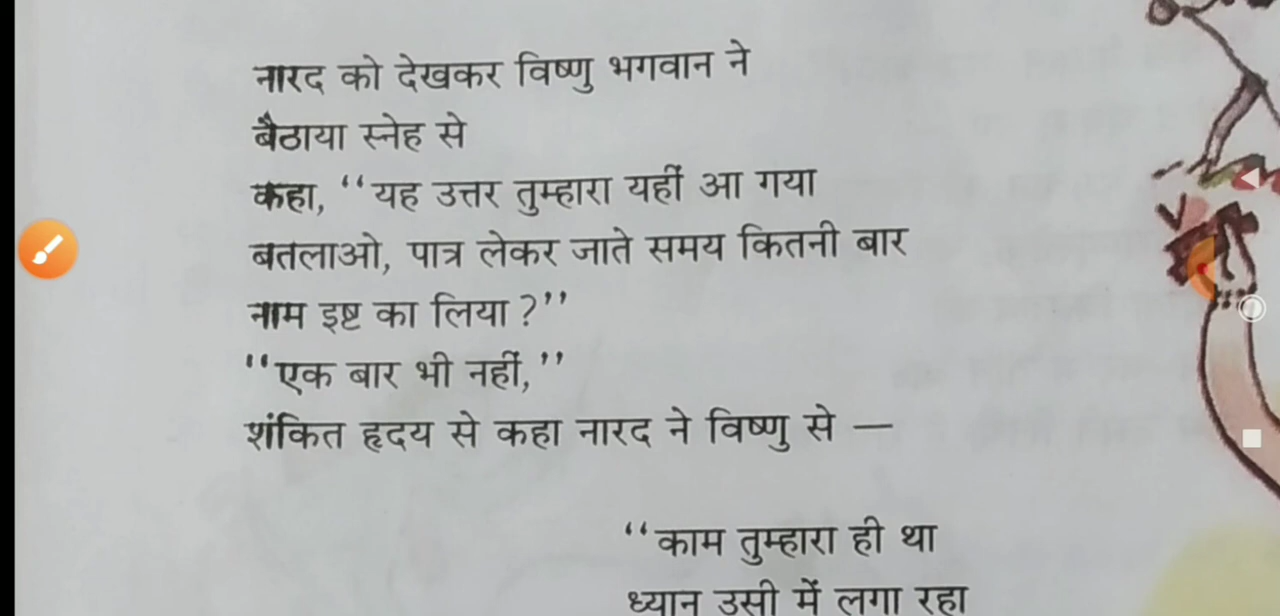 नारद को देखकर विष्णु भगवान ने
बैठाया स्नेह से
कहा, ‘‘यह उत्तर तुम्हारा यहीं आ गया
बतलाओ, पात्र लेकर जाते समय कितनी बार
नाम इष्ट का लिया?’’
‘‘एक बार भी नहीं,’’
शंकित हृदय से कहा नारद ने विष्णु से —
‘‘काम तुम्हारा ही था
ध्यान उसी में लगा रहा